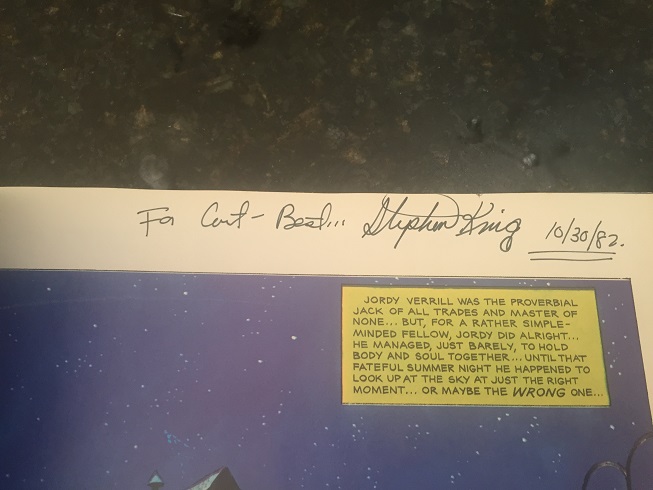 For Curt - Best... Stephen King 10/30/82.
JORDY VERRILL WAS THE PROVERBIAL
JACK OF ALL TRADES AND MASTER OF
NONE... BUT, FOR A RATHER SIMPLE-
MINDED FELLOW, JORDY DID ALRIGHT...
HE MANAGED, JUST BARELY, TO HOLD
BODY AND SOUL TOGETHER... UNTIL THAT
FATEFUL SUMMER NIGHT HE HAPPENED TO
LOOK UP AT THE SKY AT JUST THE RIGHT
MOMENT... OR MAYBE THE WRONG ONE...